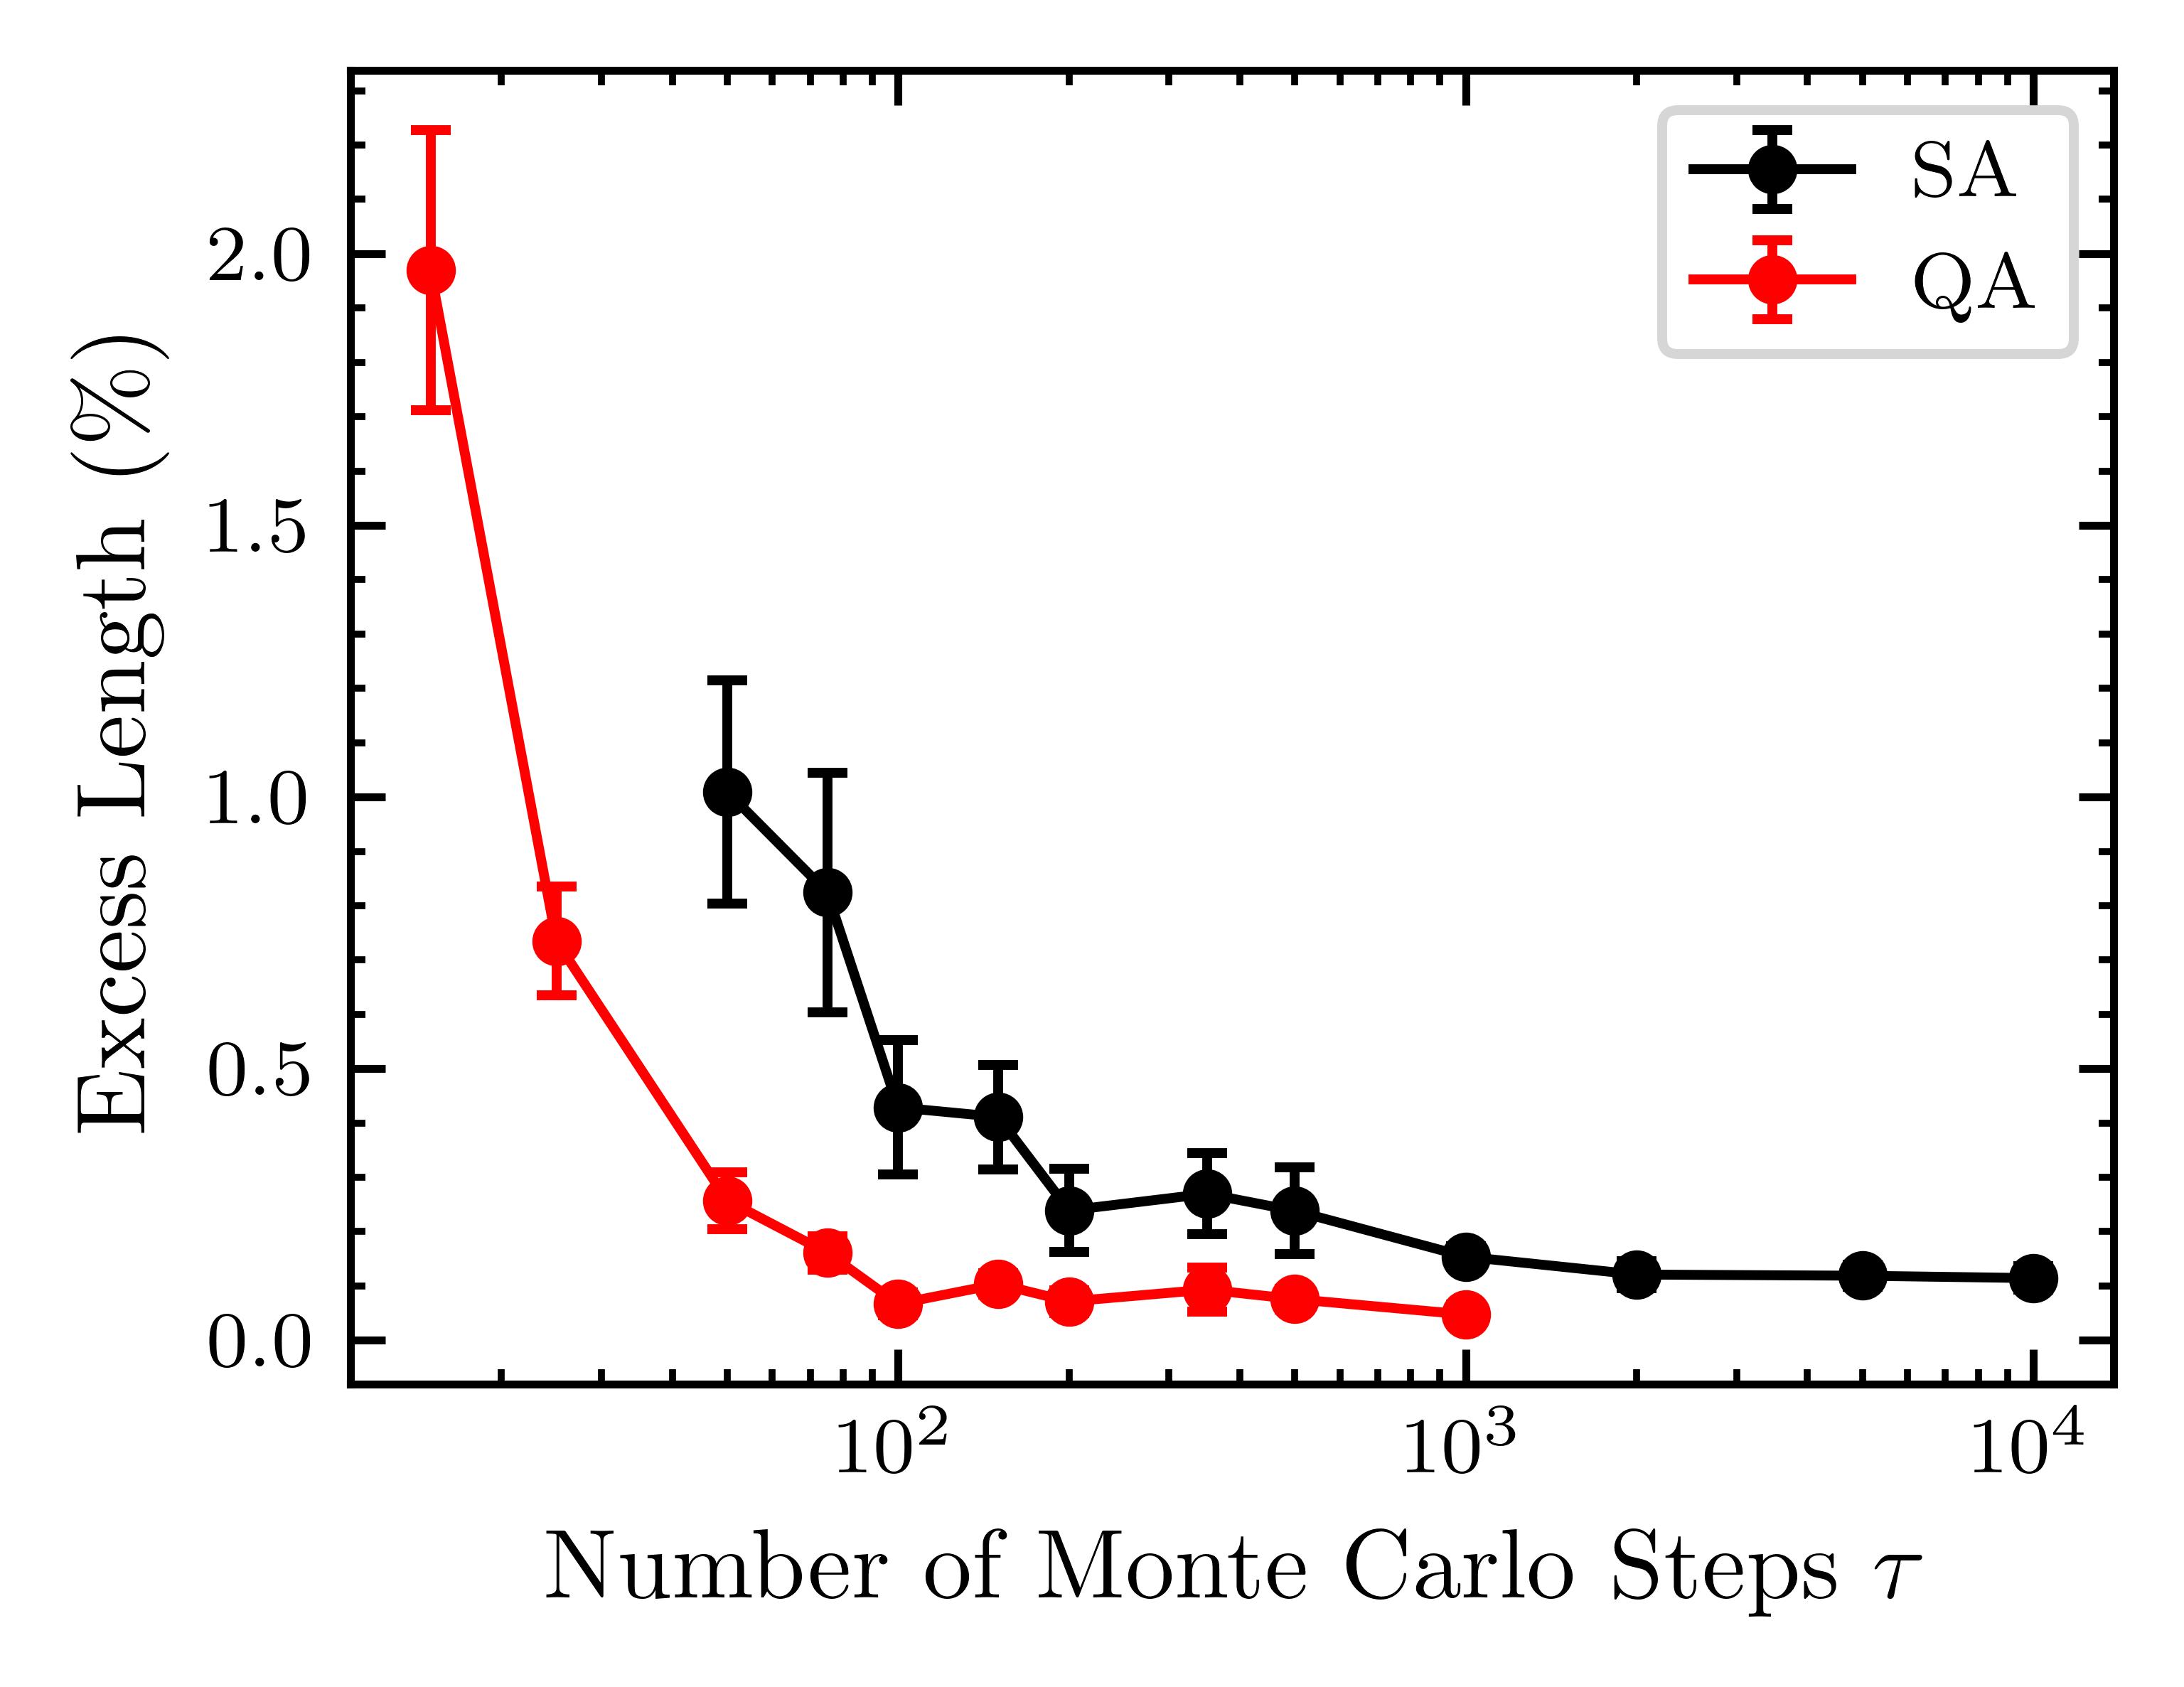 SA
QA
Excess Length (%)
2.0
1.5
1.0
0.5
0.0
10² 10³ 10⁴
Number of Monte Carlo Steps τ